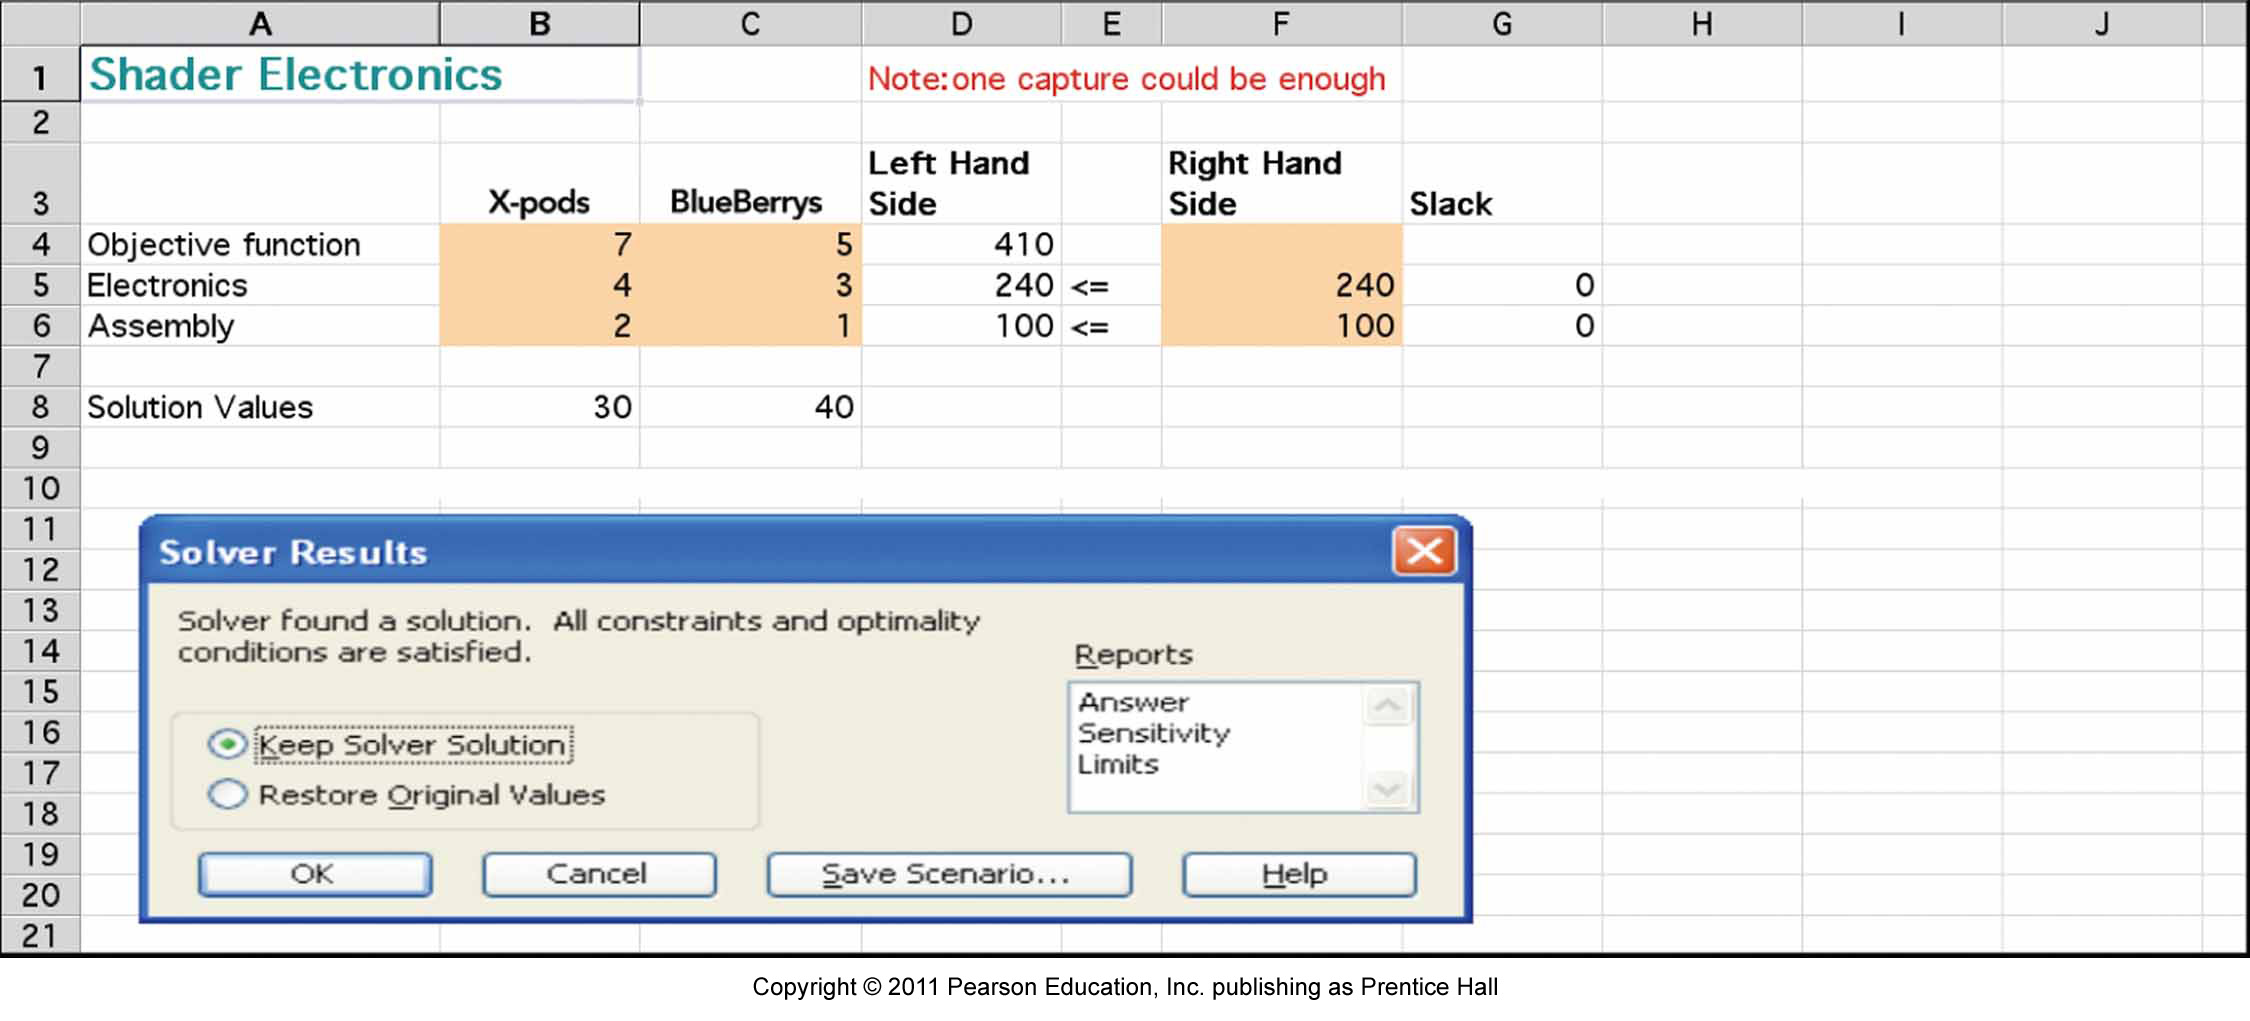 A B C D E F G H I J
1 Shader Electronics Note:one capture could be enough
2
Left Hand Right Hand
3 X-pods BlueBerrys Side Side Slack
4 Objective function 7 5 410
5 Electronics 4 3 240 <= 240 0
6 Assembly 2 1 100 <= 100 0
7
8 Solution Values 30 40
9
10
11
Solver Results
12
13 Solver found a solution. All constraints and optimality
14 conditions are satisfied. Reports
15 Answer
16 Keep Solver Solution Sensitivity
17 Restore Original Values Limits
18
19 OK Cancel Save Scenario... Help
20
21
Copyright © 2011 Pearson Education, Inc. publishing as Prentice Hall